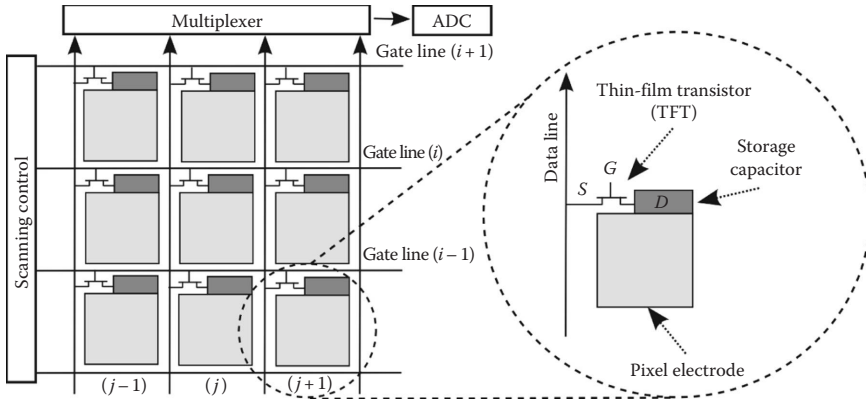 Multiplexer
ADC
Gate line (i + 1)
Scanning control
Gate line (i)
Gate line (i – 1)
(j – 1)
(j)
(j + 1)
Data line
Thin-film transistor
(TFT)
Storage
capacitor
G
S
D
Pixel electrode